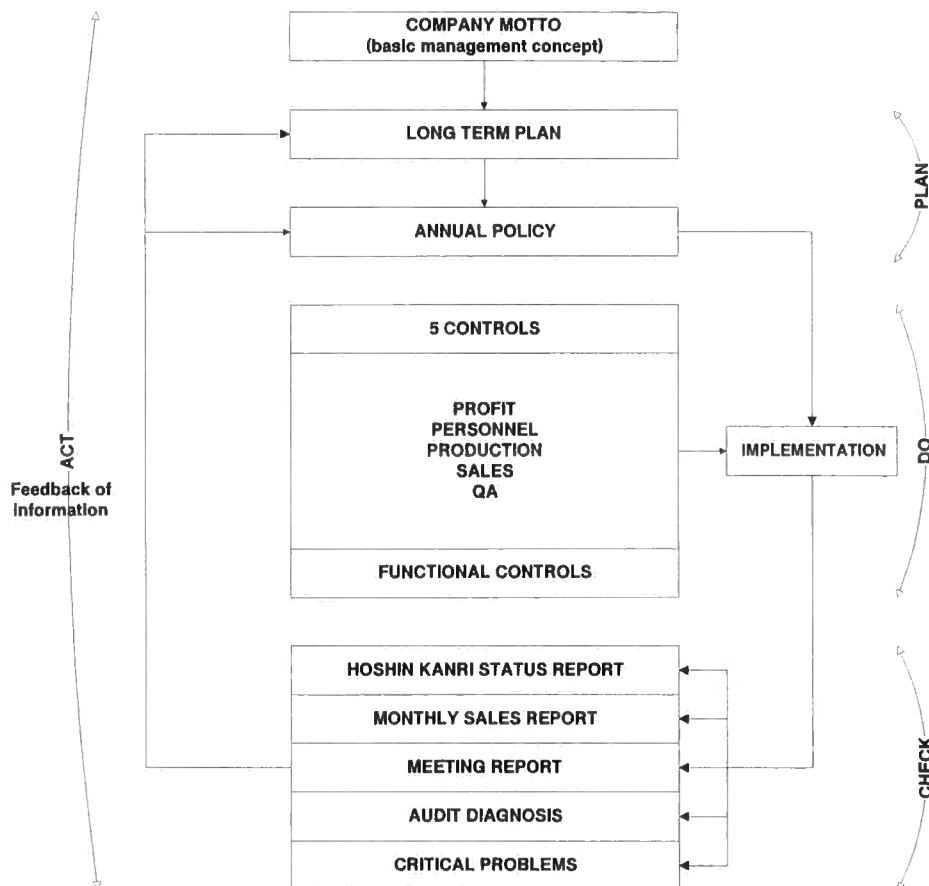 COMPANY MOTTO
(basic management concept)
LONG TERM PLAN
PLAN
ANNUAL POLICY
5 CONTROLS
PROFIT
PERSONNEL
PRODUCTION
SALES
QA
IMPLEMENTATION
DO
ACT
Feedback of
Information
FUNCTIONAL CONTROLS
HOSHIN KANRI STATUS REPORT
MONTHLY SALES REPORT
MEETING REPORT
CHECK
AUDIT DIAGNOSIS
CRITICAL PROBLEMS